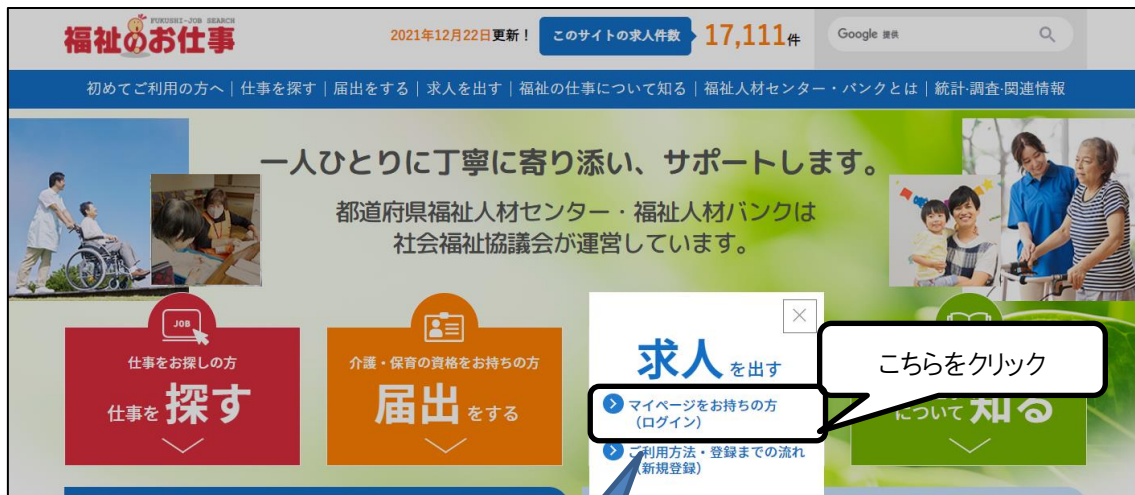 FUKUSHI-JOB SEARCH
福祉のお仕事
2021年12月22日更新！
このサイトの求人件数
17,111件
Google 提供
初めてご利用の方へ｜仕事を探す｜届出をする｜求人を出す｜福祉の仕事について知る｜福祉人材センター・バンクとは｜統計·調査·関連情報
一人ひとりに丁寧に寄り添い、サポートします。
都道府県福祉人材センター・福祉人材バンクは
社会福祉協議会が運営しています。
JOB
仕事をお探しの方
仕事を 探す
介護・保育の資格をお持ちの方
届出 をする
求人 を出す
マイページをお持ちの方
（ログイン）
ご利用方法・登録までの流れ
（新規登録）
こちらをクリック
について 知る